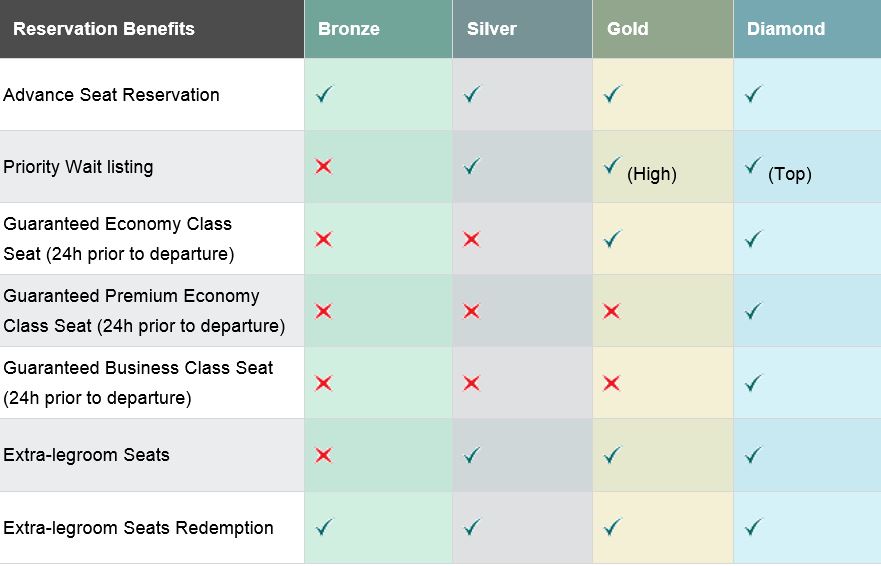 Reservation Benefits Bronze Silver Gold Diamond
Advance Seat Reservation
Priority Wait listing (High) (Top)
Guaranteed Economy Class
Seat (24h prior to departure)
Guaranteed Premium Economy
Class Seat (24h prior to departure)
Guaranteed Business Class Seat
(24h prior to departure)
Extra-legroom Seats
Extra-legroom Seats Redemption